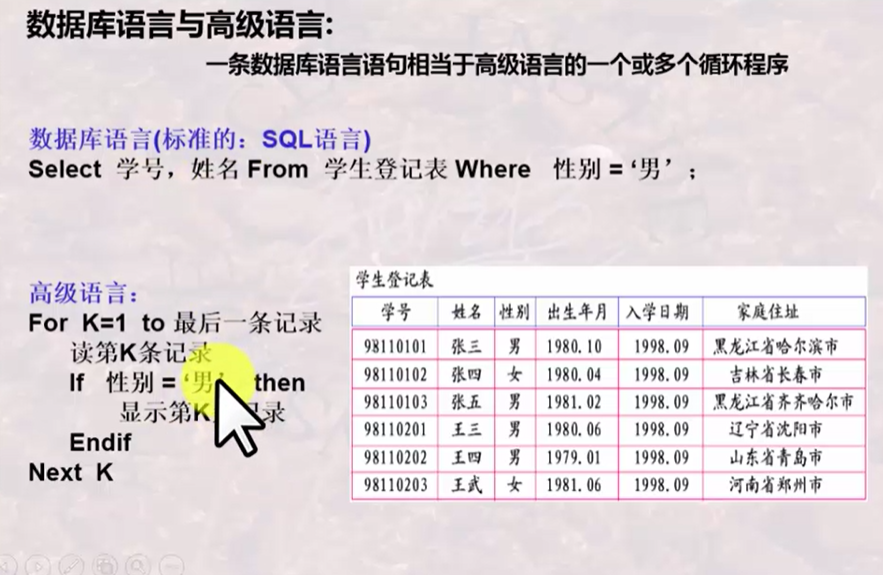 数据库语言与高级语言:
一条数据库语言语句相当于高级语言的一个或多个循环程序
数据库语言(标准的：SQL语言)
Select 学号，姓名 From 学生登记表 Where 性别 = ‘男’；
高级语言：
For K=1 to 最后一条记录
读第K条记录
If 性别 = ‘男’ then
显示第K 记录
Endif
Next K
学生登记表
学号 姓名 性别 出生年月 入学日期 家庭住址
98110101 张三 男 1980.10 1998.09 黑龙江省哈尔滨市
98110102 张四 女 1980.04 1998.09 吉林省长春市
98110103 张五 男 1981.02 1998.09 黑龙江省齐齐哈尔市
98110201 王三 男 1980.06 1998.09 辽宁省沈阳市
98110202 王四 男 1979.01 1998.09 山东省青岛市
98110203 王武 女 1981.06 1998.09 河南省郑州市